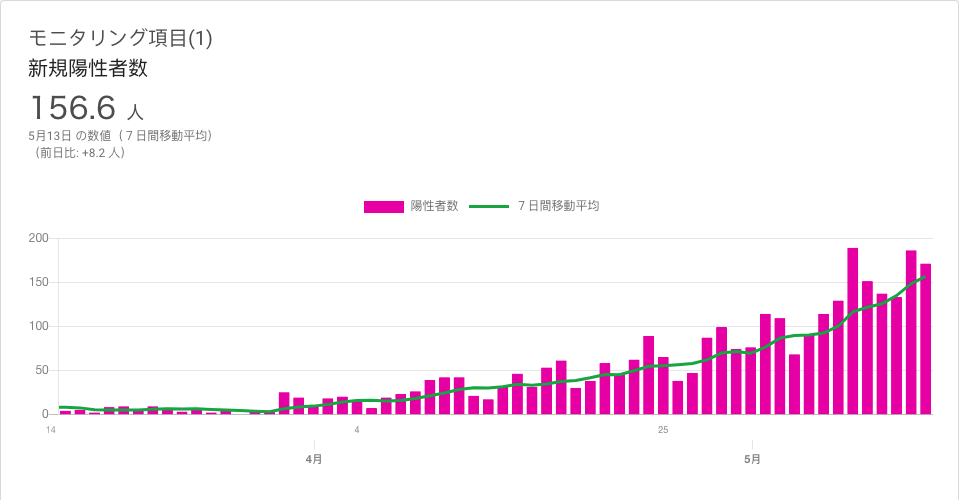 モニタリング項目(1)
新規陽性者数
156.6 人
5月13日 の数値（７日間移動平均）
（前日比: +8.2 人）
陽性者数 ７日間移動平均
200
150
100
50
0
14 4 25
4月 5月